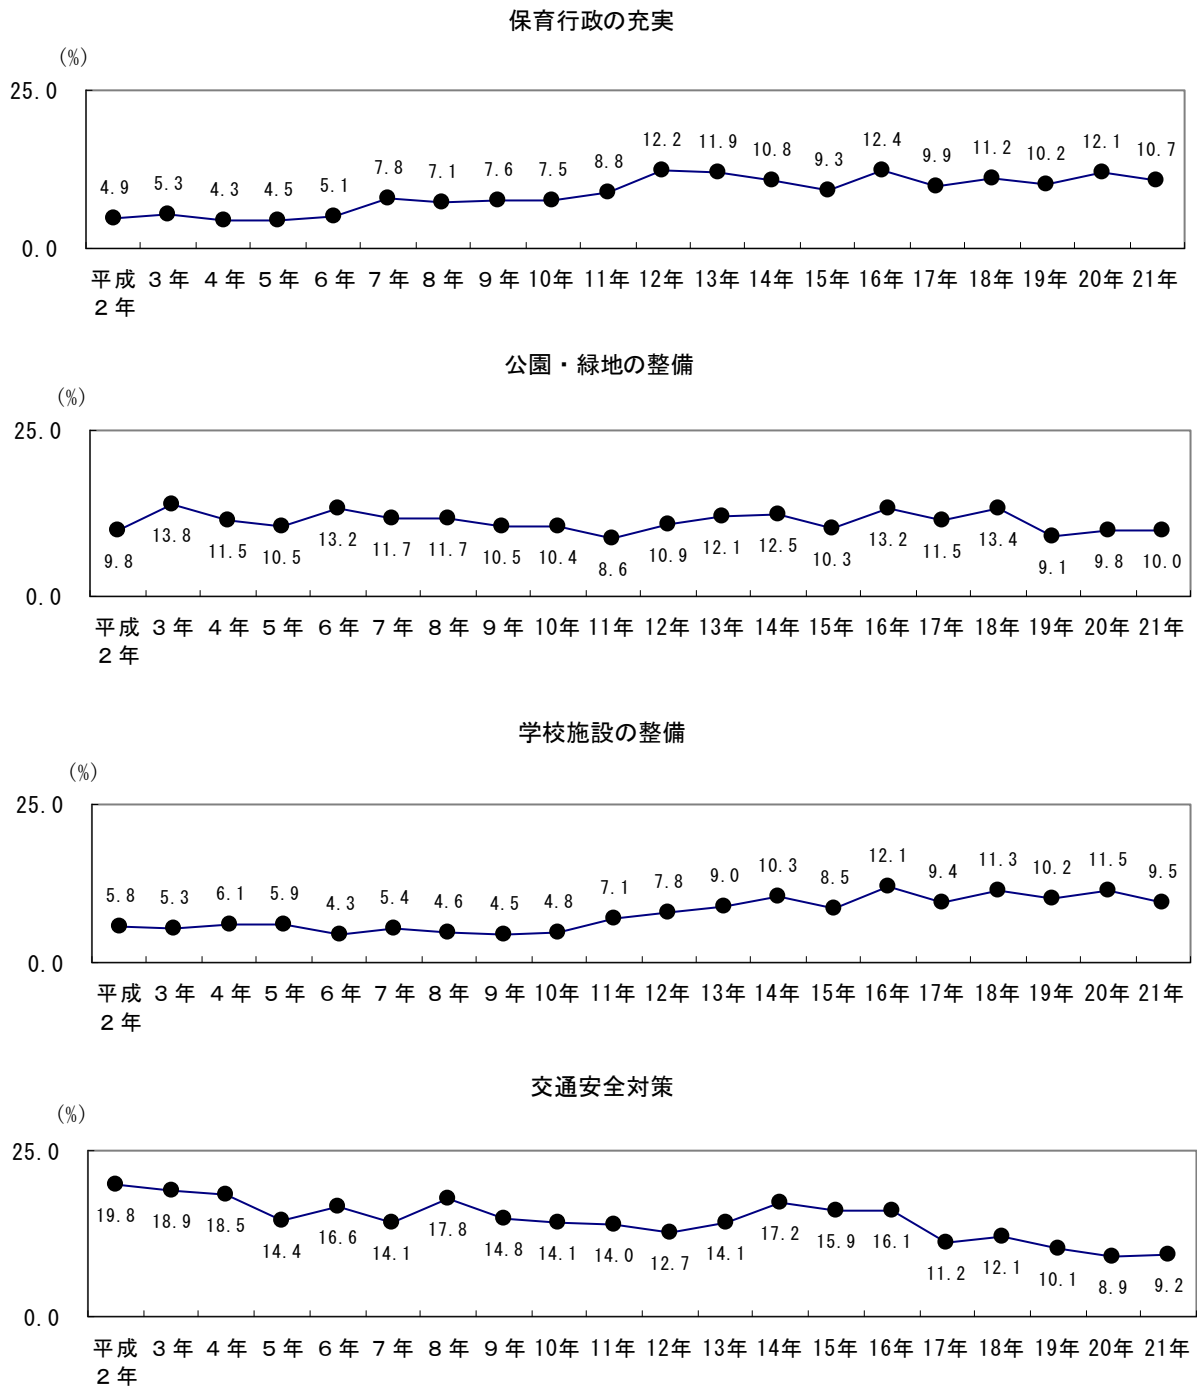 保育行政の充実
(%)
25.0
4.9 5.3 4.3 4.5 5.1 7.8 7.1 7.6 7.5 8.8 12.2 11.9 10.8 9.3 12.4 9.9 11.2 10.2 12.1 10.7
0.0
平成 3年 4年 5年 6年 7年 8年 9年 10年 11年 12年 13年 14年 15年 16年 17年 18年 19年 20年 21年
2年
公園・緑地の整備
(%)
25.0
9.8 13.8 11.5 10.5 13.2 11.7 11.7 10.5 10.4 8.6 10.9 12.1 12.5 10.3 13.2 11.5 13.4 9.1 9.8 10.0
0.0
平成 3年 4年 5年 6年 7年 8年 9年 10年 11年 12年 13年 14年 15年 16年 17年 18年 19年 20年 21年
2年
学校施設の整備
(%)
25.0
5.8 5.3 6.1 5.9 4.3 5.4 4.6 4.5 4.8 7.1 7.8 9.0 10.3 8.5 12.1 9.4 11.3 10.2 11.5 9.5
0.0
平成 3年 4年 5年 6年 7年 8年 9年 10年 11年 12年 13年 14年 15年 16年 17年 18年 19年 20年 21年
2年
交通安全対策
(%)
25.0
19.8 18.9 18.5 14.4 16.6 14.1 17.8 14.8 14.1 14.0 12.7 14.1 17.2 15.9 16.1 11.2 12.1 10.1 8.9 9.2
0.0
平成 3年 4年 5年 6年 7年 8年 9年 10年 11年 12年 13年 14年 15年 16年 17年 18年 19年 20年 21年
2年